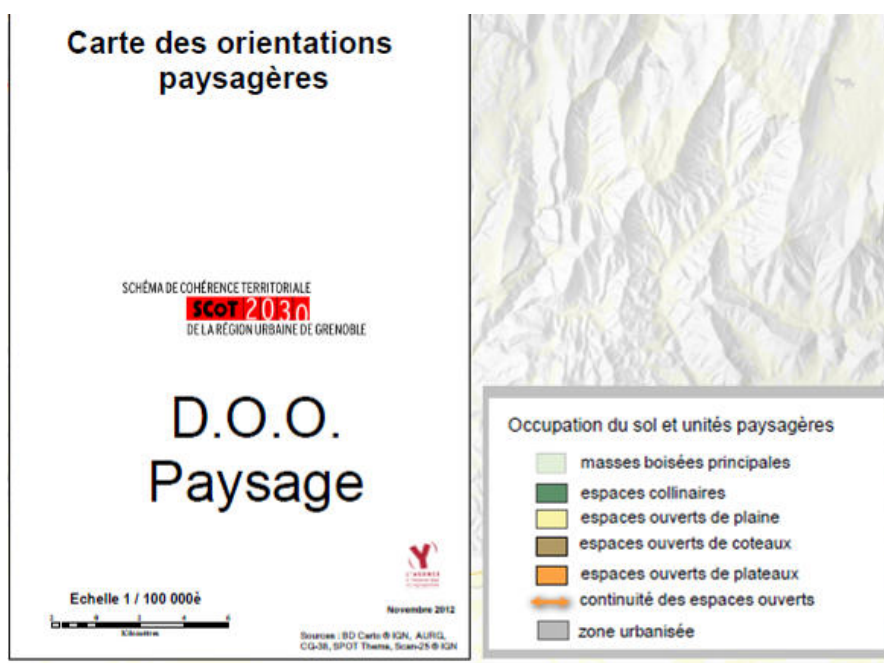 Carte des orientations
paysagères
SCHÉMA DE COHÉRENCE TERRITORIALE
SCoT 2030
DE LA RÉGION URBAINE DE GRENOBLE
D.O.O.
Paysage
Echelle 1 / 100 000è
Kilomètres
Novembre 2012
Sources : BD Carto ® IGN, AURG,
CG-38, SPOT Thema, Scan-25 ® IGN
Occupation du sol et unités paysagères
masses boisées principales
espaces collinaires
espaces ouverts de plaine
espaces ouverts de coteaux
espaces ouverts de plateaux
continuité des espaces ouverts
zone urbanisée